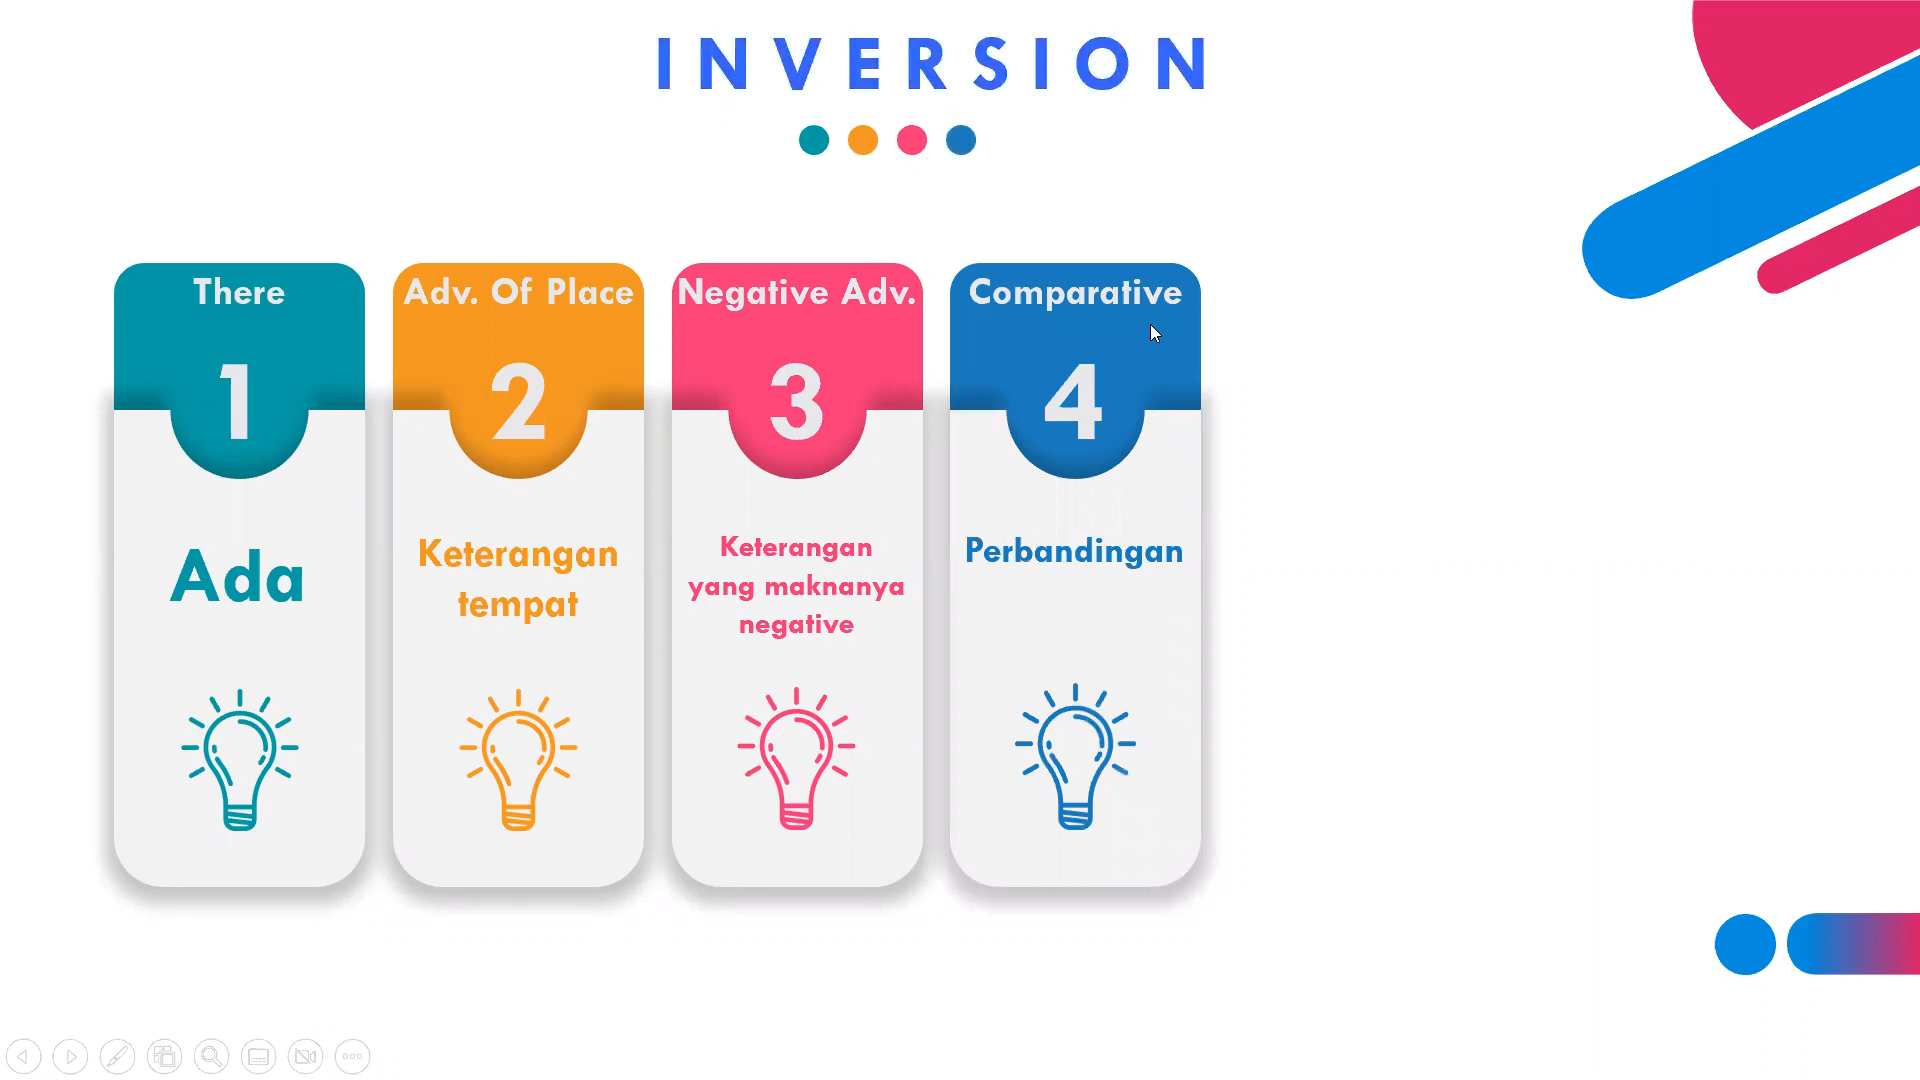 INVERSION
There
1
Ada
Adv. Of Place
2
Keterangan
tempat
Negative Adv.
3
Keterangan
yang maknanya
negative
Comparative
4
Perbandingan